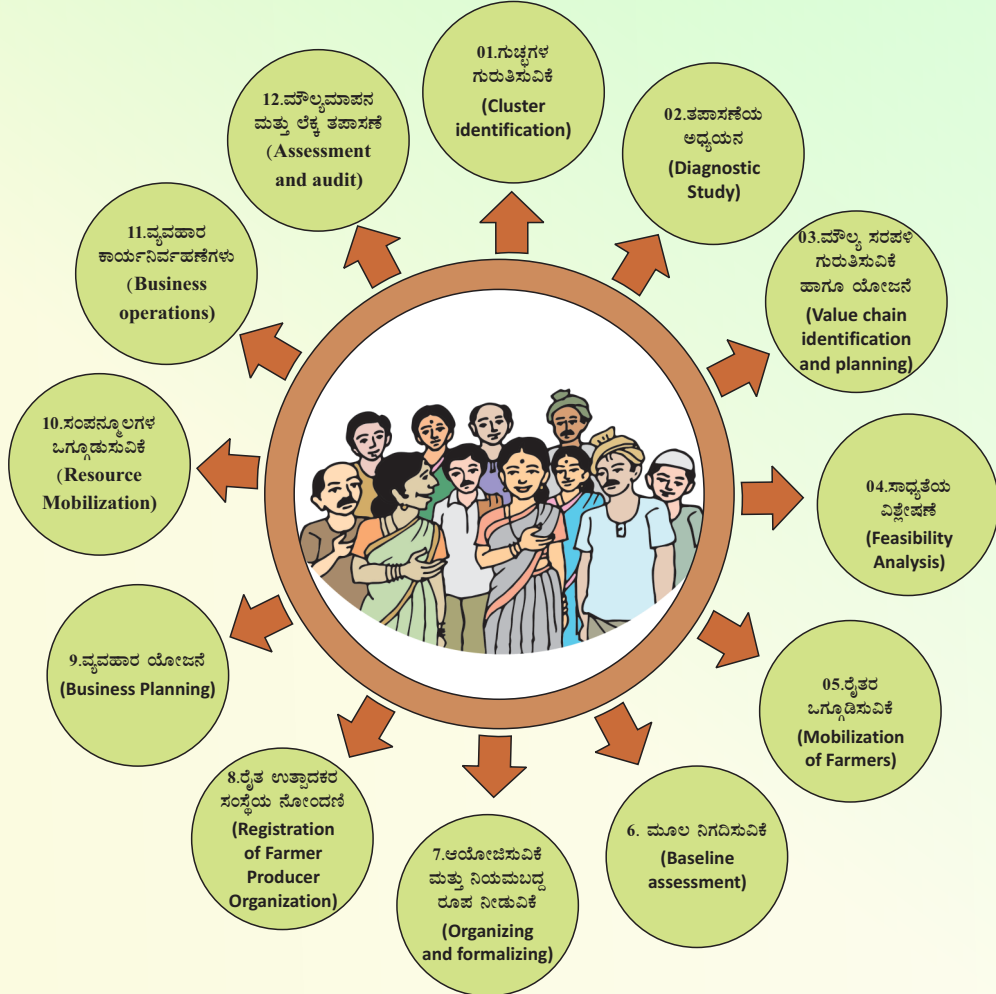 01.ಗುಚ್ಛಗಳ
ಗುರುತಿಸುವಿಕೆ
(Cluster
identification)
02.ತಪಾಸಣೆಯ
ಅಧ್ಯಯನ
(Diagnostic
Study)
03.ಮೌಲ್ಯ ಸರಪಳಿ
ಗುರುತಿಸುವಿಕೆ
ಹಾಗೂ ಯೋಜನೆ
(Value chain
identification
and planning)
04.ಸಾಧ್ಯತೆಯ
ವಿಶ್ಲೇಷಣೆ
(Feasibility
Analysis)
05.ರೈತರ
ಒಗ್ಗೂಡಿಸುವಿಕೆ
(Mobilization
of Farmers)
6. ಮೂಲ ನಿಗದಿಸುವಿಕೆ
(Baseline
assessment)
7.ಆಯೋಜಿಸುವಿಕೆ
ಮತ್ತು ನಿಯಮಬದ್ದ
ರೂಪ ನೀಡುವಿಕೆ
(Organizing
and formalizing)
8.ರೈತ ಉತ್ಪಾದಕರ
ಸಂಸ್ಥೆಯ ನೋಂದಣಿ
(Registration
of Farmer
Producer
Organization)
9.ವ್ಯವಹಾರ ಯೋಜನೆ
(Business Planning)
10.ಸಂಪನ್ಮೂಲಗಳ
ಒಗ್ಗೂಡುಸುವಿಕೆ
(Resource
Mobilization)
11.ವ್ಯವಹಾರ
ಕಾರ್ಯನಿರ್ವಹಣೆಗಳು
(Business
operations)
12.ಮೌಲ್ಯಮಾಪನ
ಮತ್ತು ಲೆಕ್ಕ ತಪಾಸಣೆ
(Assessment
and audit)